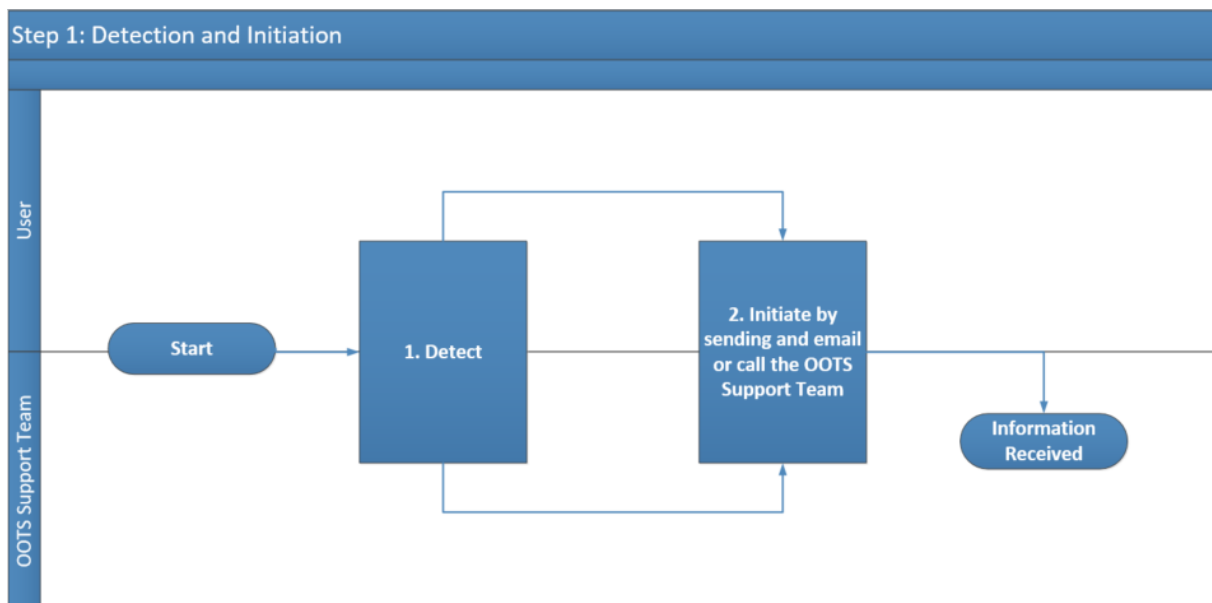 Step 1: Detection and Initiation
User
OOTS Support Team
Start
1. Detect
2. Initiate by
sending and email
or call the OOTS
Support Team
Information
Received